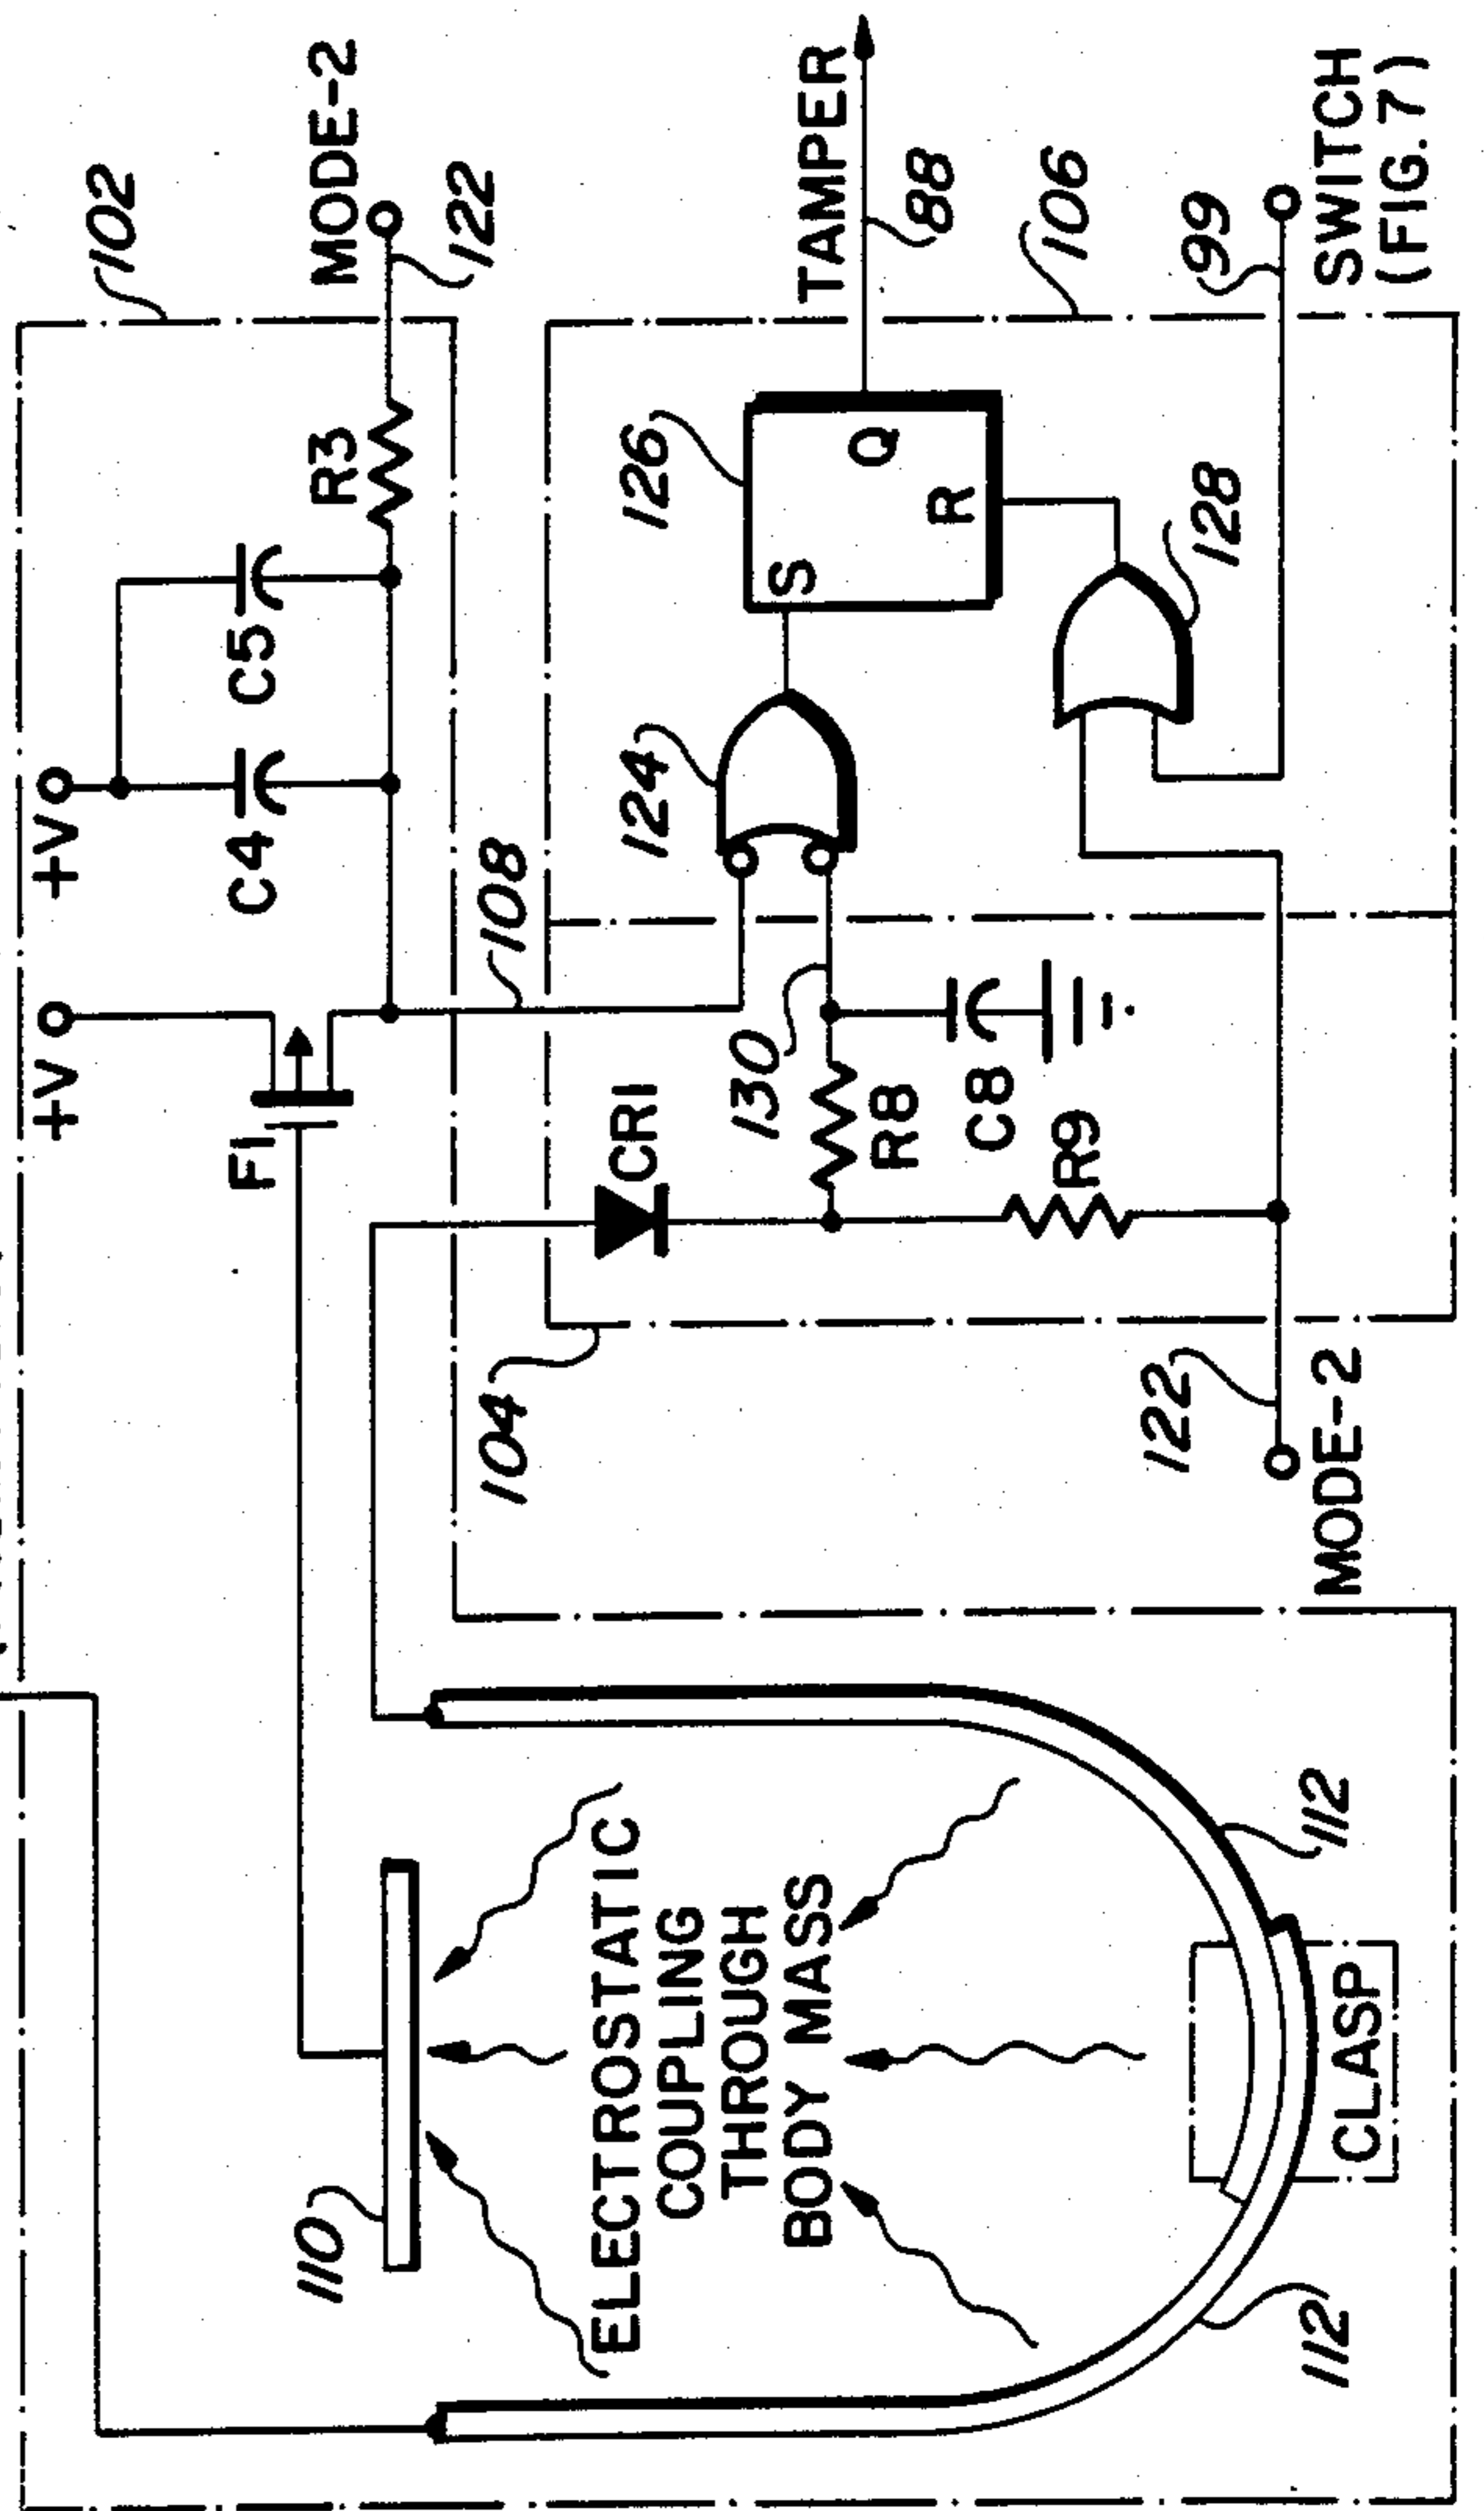 102
+V
+V
MODE-2
122
C4
C5
R3
F1
108
TAMPER
88
106
126
S
Q
R
124
128
99
SWITCH
(FIG.7)
CR1
130
R8
C8
R9
104
122
MODE-2
110
ELECTROSTATIC
COUPLING
THROUGH
BODY MASS
112
112
CLASP